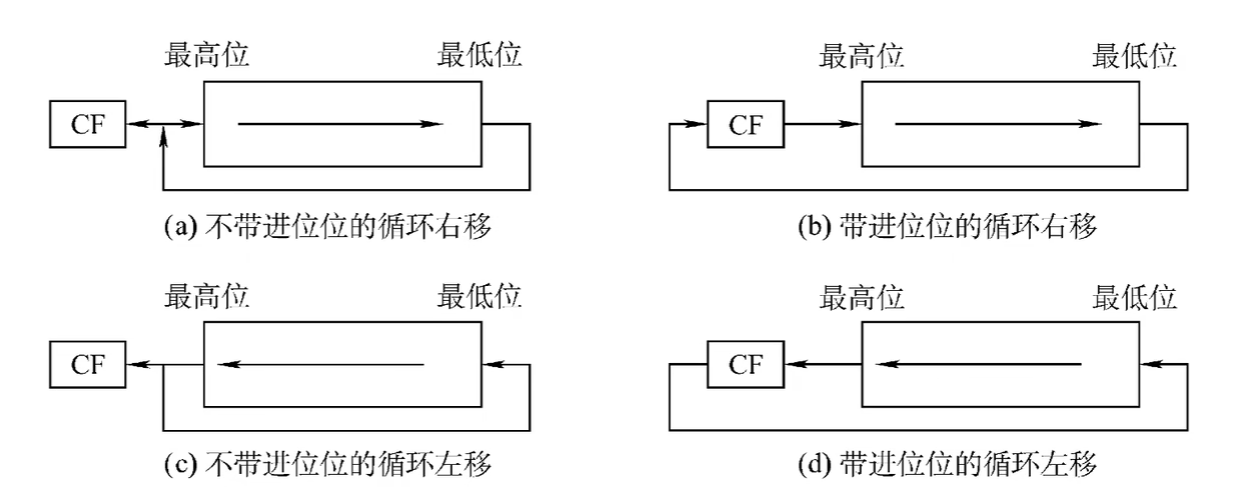 最高位 最低位 最高位 最低位
CF CF
(a) 不带进位位的循环右移 (b) 带进位位的循环右移
最高位 最低位 最高位 最低位
CF CF
(c) 不带进位位的循环左移 (d) 带进位位的循环左移